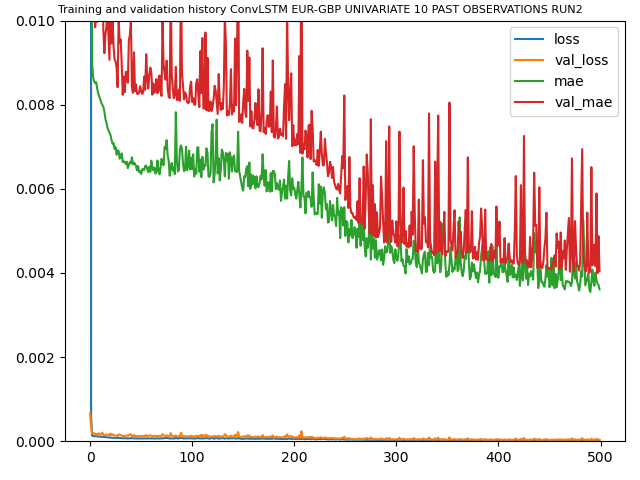 Training and validation history ConvLSTM EUR-GBP UNIVARIATE 10 PAST OBSERVATIONS RUN2
0.010
0.008
0.006
0.004
0.002
0.000
0
100
200
300
400
500
loss
val_loss
mae
val_mae